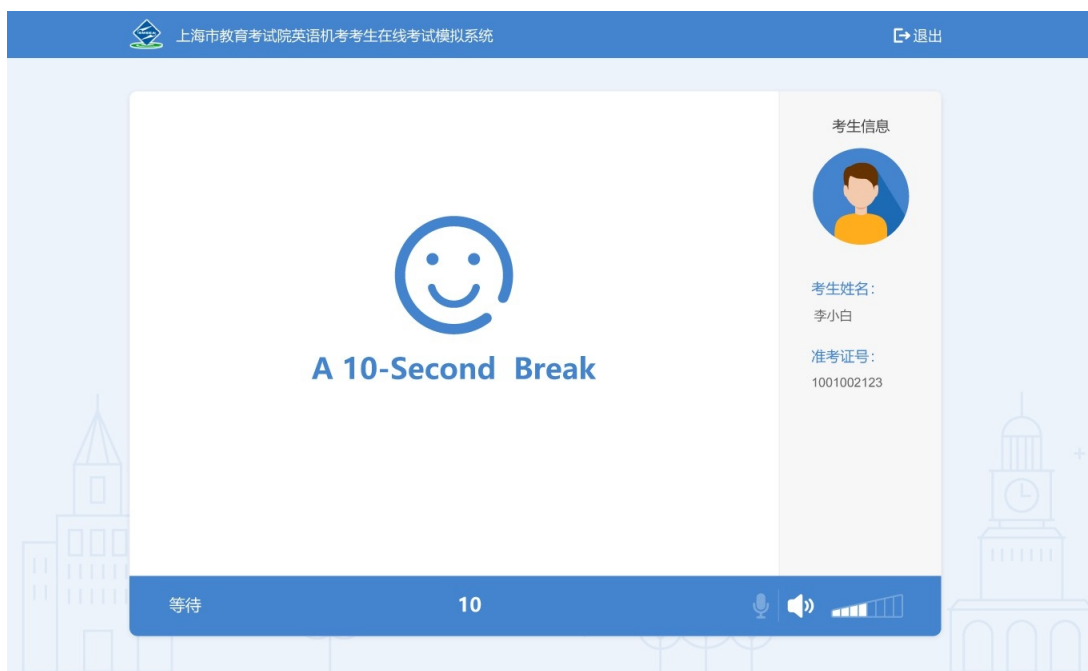 上海市教育考试院英语机考考生在线考试模拟系统
退出
考生信息
A 10-Second Break
考生姓名：
李小白
准考证号：
1001002123
等待
10